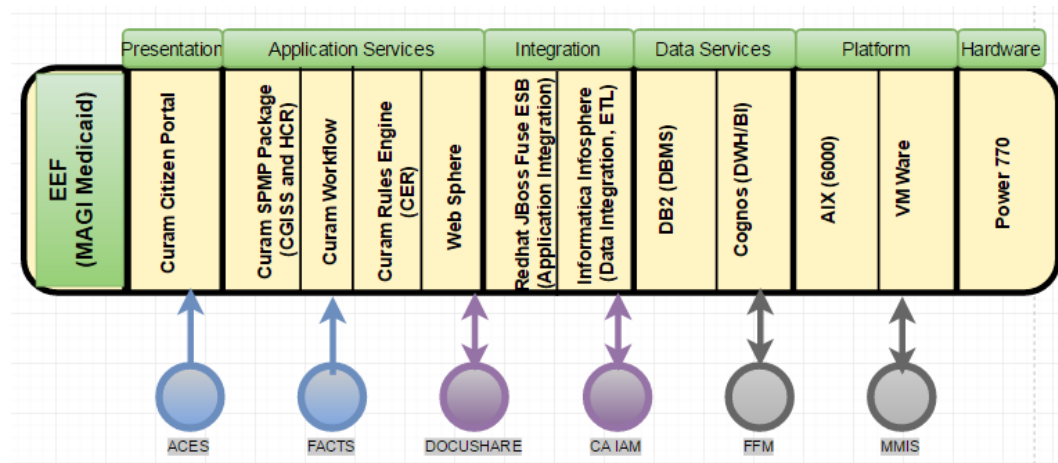 Presentation
Application Services
Integration
Data Services
Platform
Hardware
EEF
(MAGI Medicaid)
Curam Citizen Portal
Curam SPMP Package
(CGISS and HCR)
Curam Workflow
Curam Rules Engine
(CER)
Web Sphere
Redhat JBoss Fuse ESB
(Application Integration)
Informatica Infosphere
(Data Integration, ETL)
DB2 (DBMS)
Cognos (DWH/BI)
AIX (6000)
VM Ware
Power 770
ACES
FACTS
DOCUSHARE
CA IAM
FFM
MMIS